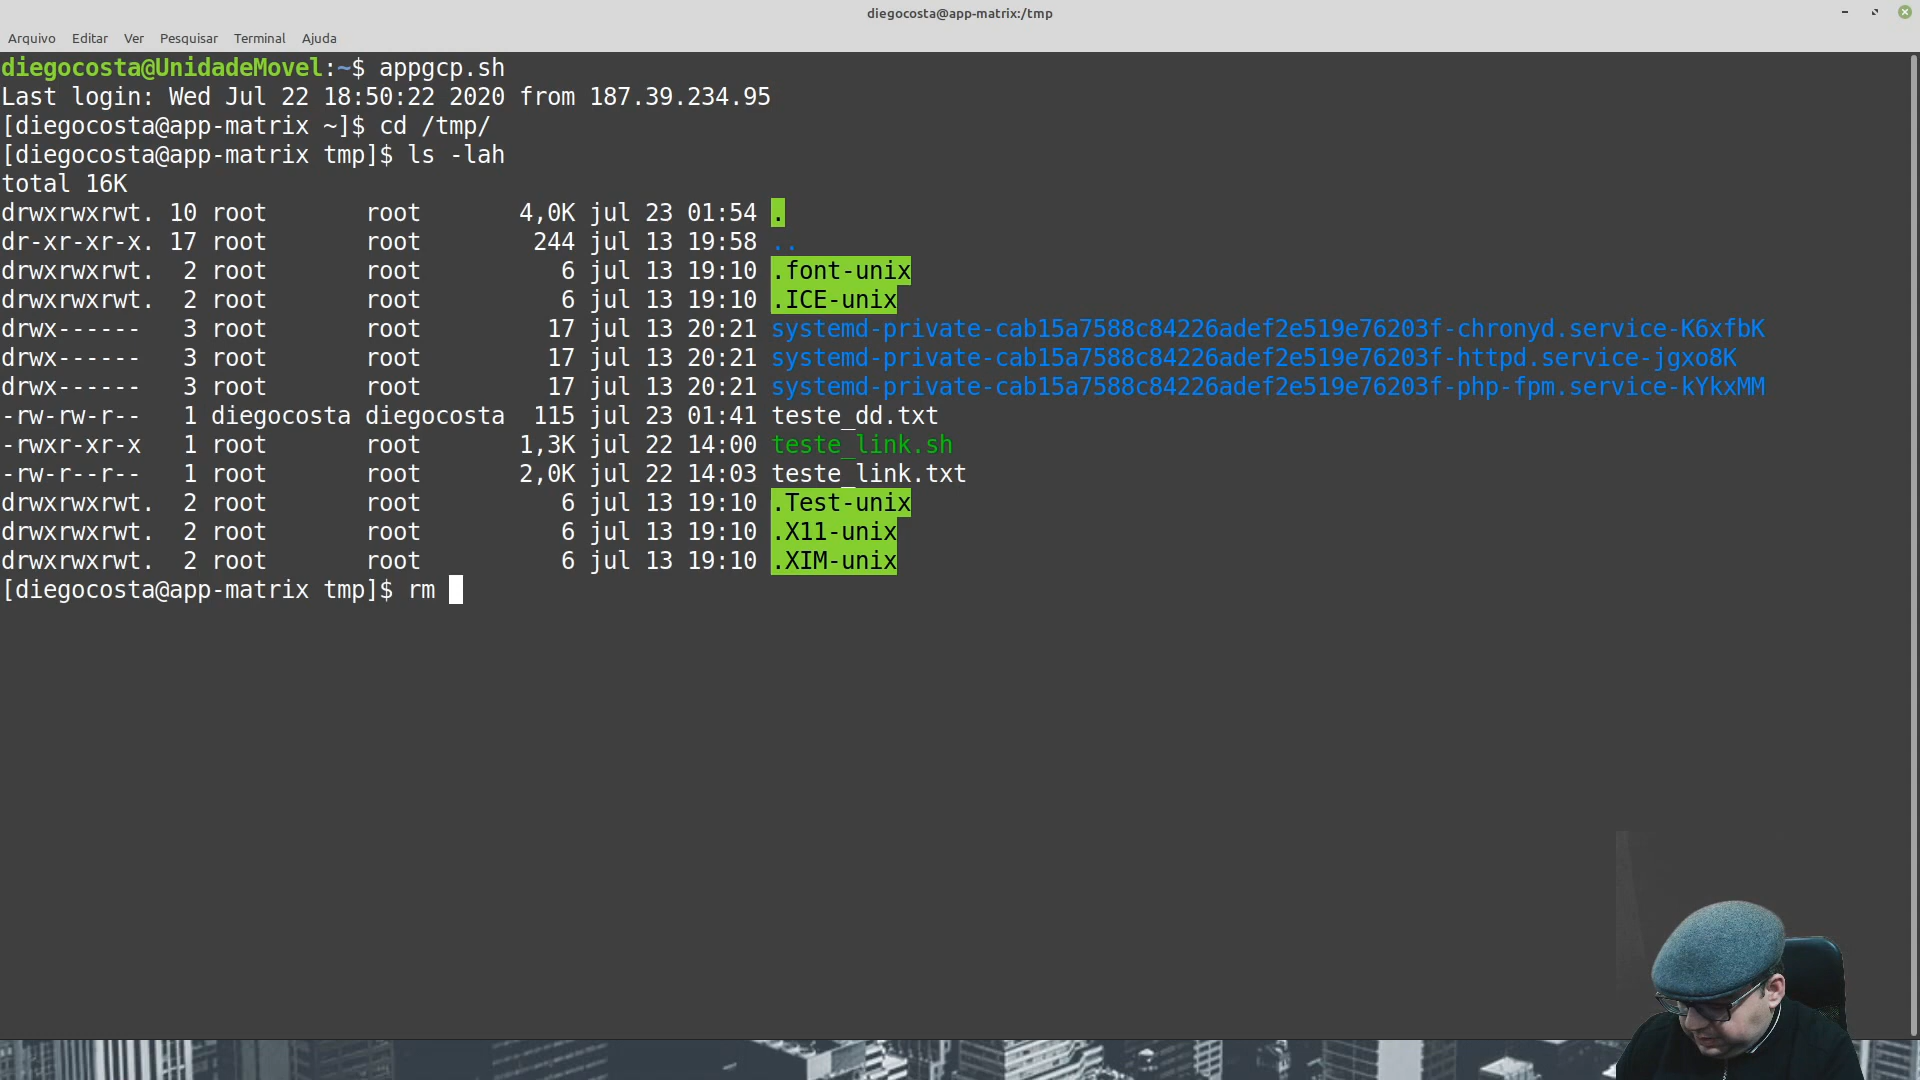 diegocosta@app-matrix:/tmp
Arquivo Editar Ver Pesquisar Terminal Ajuda
diegocosta@UnidadeMovel:~$ appgcp.sh
Last login: Wed Jul 22 18:50:22 2020 from 187.39.234.95
[diegocosta@app-matrix ~]$ cd /tmp/
[diegocosta@app-matrix tmp]$ ls -lah
total 16K
drwxrwxrwt. 10 root       root       4,0K jul 23 01:54 .
dr-xr-xr-x. 17 root       root        244 jul 13 19:58 ..
drwxrwxrwt.  2 root       root          6 jul 13 19:10 .font-unix
drwxrwxrwt.  2 root       root          6 jul 13 19:10 .ICE-unix
drwx------   3 root       root         17 jul 13 20:21 systemd-private-cab15a7588c84226adef2e519e76203f-chronyd.service-K6xfbK
drwx------   3 root       root         17 jul 13 20:21 systemd-private-cab15a7588c84226adef2e519e76203f-httpd.service-jgxo8K
drwx------   3 root       root         17 jul 13 20:21 systemd-private-cab15a7588c84226adef2e519e76203f-php-fpm.service-kYkxMM
-rw-rw-r--   1 diegocosta diegocosta  115 jul 23 01:41 teste_dd.txt
-rwxr-xr-x   1 root       root       1,3K jul 22 14:00 teste_link.sh
-rw-r--r--   1 root       root       2,0K jul 22 14:03 teste_link.txt
drwxrwxrwt.  2 root       root          6 jul 13 19:10 .Test-unix
drwxrwxrwt.  2 root       root          6 jul 13 19:10 .X11-unix
drwxrwxrwt.  2 root       root          6 jul 13 19:10 .XIM-unix
[diegocosta@app-matrix tmp]$ rm